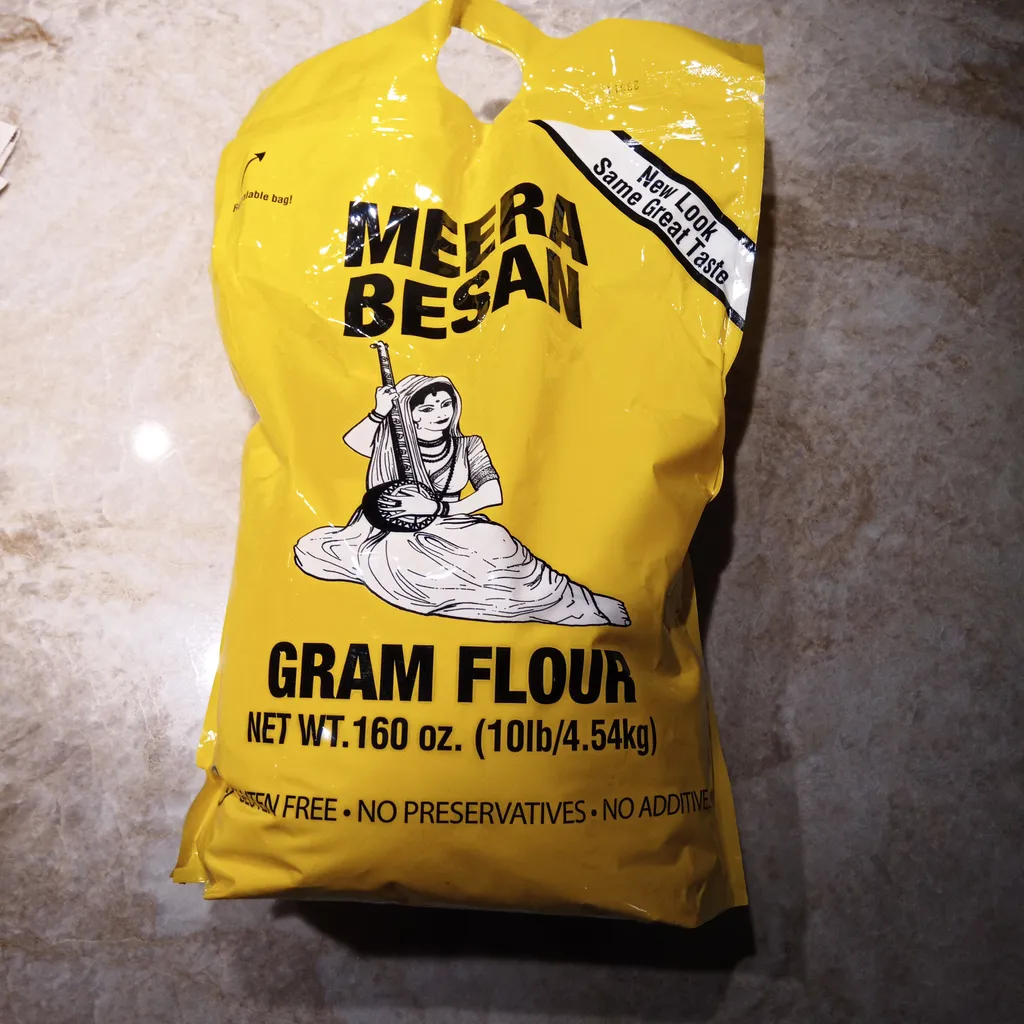 bag!
New Look
Same Great Taste
MEERA
BESAN
GRAM FLOUR
NET WT.160 oz. (10lb/4.54kg)
FREE • NO PRESERVATIVES • NO